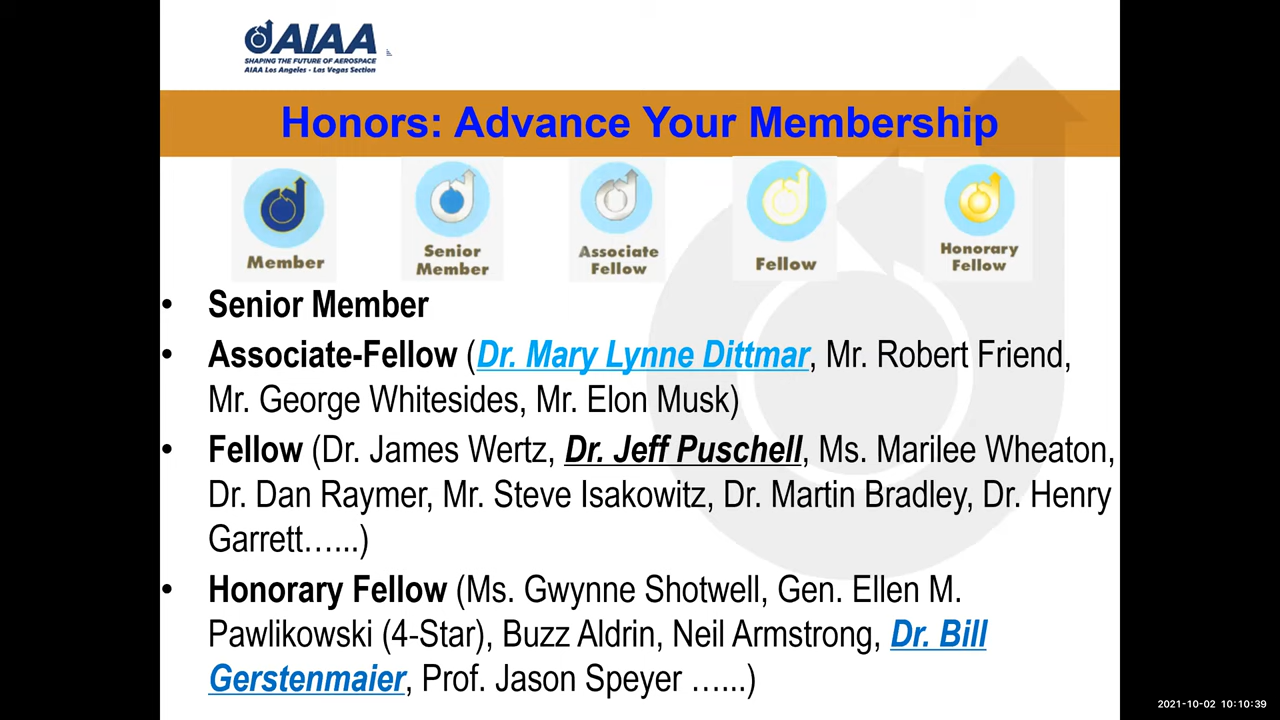 AIAA
SHAPING THE FUTURE OF AEROSPACE
AIAA Los Angeles - Las Vegas Section
Honors: Advance Your Membership
Member
Senior
Member
Associate
Fellow
Fellow
Honorary
Fellow
• Senior Member
• Associate-Fellow (Dr. Mary Lynne Dittmar, Mr. Robert Friend,
Mr. George Whitesides, Mr. Elon Musk)
• Fellow (Dr. James Wertz, Dr. Jeff Puschell, Ms. Marilee Wheaton,
Dr. Dan Raymer, Mr. Steve Isakowitz, Dr. Martin Bradley, Dr. Henry
Garrett…...)
• Honorary Fellow (Ms. Gwynne Shotwell, Gen. Ellen M.
Pawlikowski (4-Star), Buzz Aldrin, Neil Armstrong, Dr. Bill
Gerstenmaier, Prof. Jason Speyer …...)
2021-10-02 10:10:39